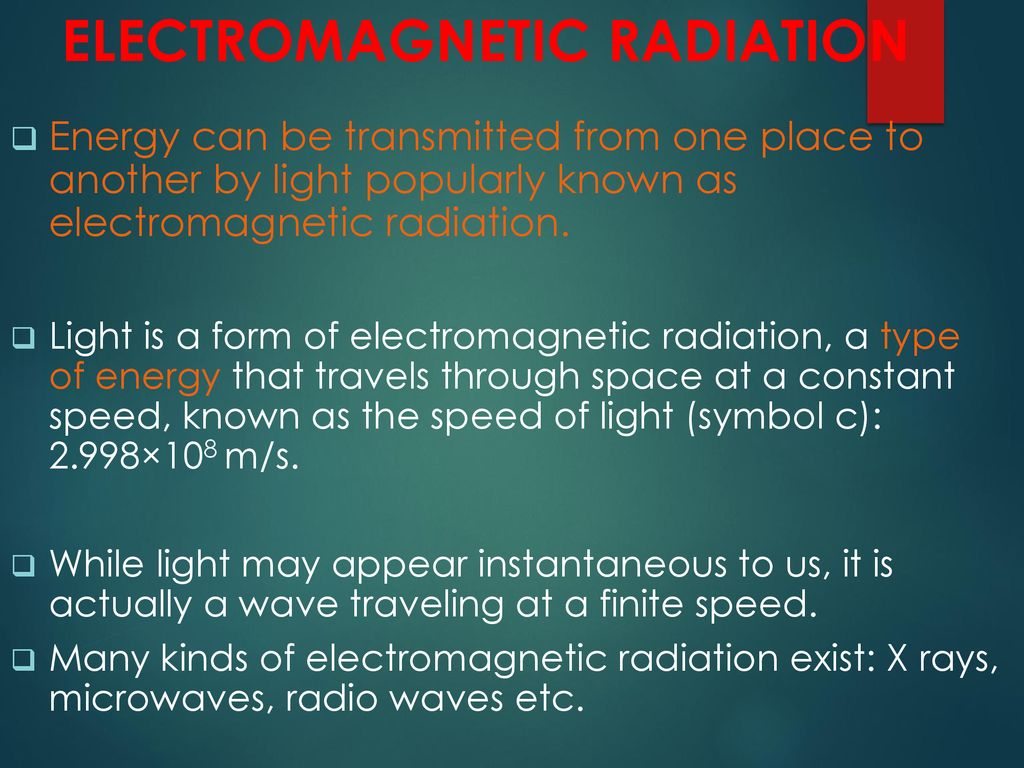 ELECTROMAGNETIC RADIATION
Energy can be transmitted from one place to
another by light popularly known as
electromagnetic radiation.
Light is a form of electromagnetic radiation, a type
of energy that travels through space at a constant
speed, known as the speed of light (symbol c):
2.998×10⁸ m/s.
While light may appear instantaneous to us, it is
actually a wave traveling at a finite speed.
Many kinds of electromagnetic radiation exist: X rays,
microwaves, radio waves etc.